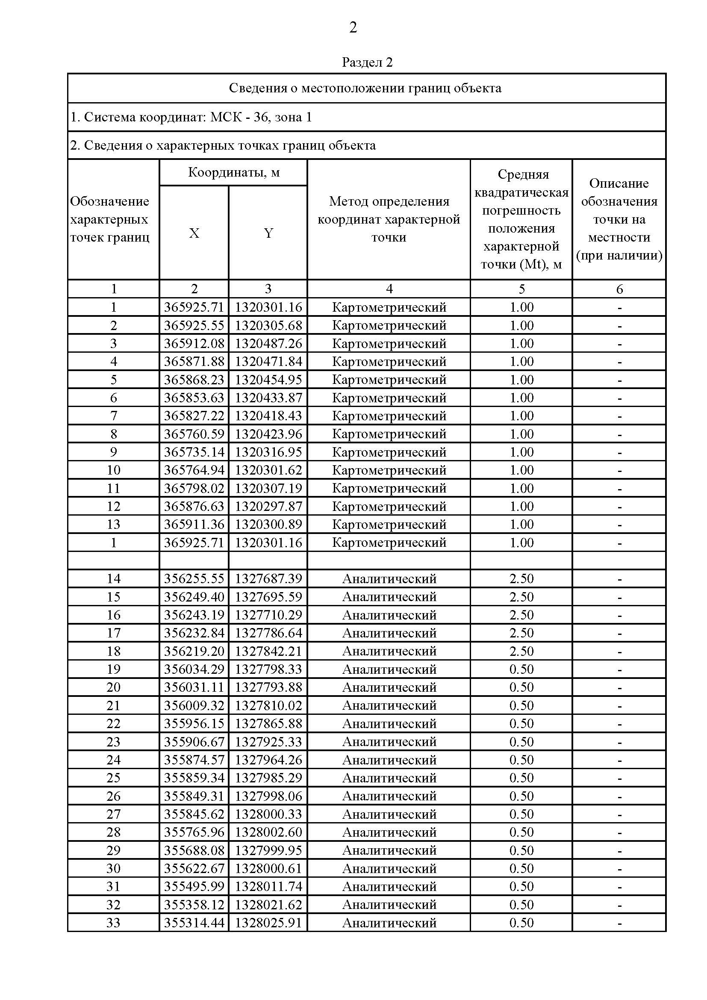 2
Раздел 2
Сведения о местоположении границ объекта
1. Система координат: МСК - 36, зона 1
2. Сведения о характерных точках границ объекта
Обозначение
характерных
точек границ
Координаты, м
X
Y
Метод определения
координат характерной
точки
Средняя
квадратическая
погрешность
положения
характерной
точки (Mt), м
Описание
обозначения
точки на
местности
(при наличии)
1 2 3 4 5 6
1 365925.71 1320301.16 Картометрический 1.00 -
2 365925.55 1320305.68 Картометрический 1.00 -
3 365912.08 1320487.26 Картометрический 1.00 -
4 365871.88 1320471.84 Картометрический 1.00 -
5 365868.23 1320454.95 Картометрический 1.00 -
6 365853.63 1320433.87 Картометрический 1.00 -
7 365827.22 1320418.43 Картометрический 1.00 -
8 365760.59 1320423.96 Картометрический 1.00 -
9 365735.14 1320316.95 Картометрический 1.00 -
10 365764.94 1320301.62 Картометрический 1.00 -
11 365798.02 1320307.19 Картометрический 1.00 -
12 365876.63 1320297.87 Картометрический 1.00 -
13 365911.36 1320300.89 Картометрический 1.00 -
1 365925.71 1320301.16 Картометрический 1.00 -
14 356255.55 1327687.39 Аналитический 2.50 -
15 356249.40 1327695.59 Аналитический 2.50 -
16 356243.19 1327710.29 Аналитический 2.50 -
17 356232.84 1327786.64 Аналитический 2.50 -
18 356219.20 1327842.21 Аналитический 2.50 -
19 356034.29 1327798.33 Аналитический 0.50 -
20 356031.11 1327793.88 Аналитический 0.50 -
21 356009.32 1327810.02 Аналитический 0.50 -
22 355956.15 1327865.88 Аналитический 0.50 -
23 355906.67 1327925.33 Аналитический 0.50 -
24 355874.57 1327964.26 Аналитический 0.50 -
25 355859.34 1327985.29 Аналитический 0.50 -
26 355849.31 1327998.06 Аналитический 0.50 -
27 355845.62 1328000.33 Аналитический 0.50 -
28 355765.96 1328002.60 Аналитический 0.50 -
29 355688.08 1327999.95 Аналитический 0.50 -
30 355622.67 1328000.61 Аналитический 0.50 -
31 355495.99 1328011.74 Аналитический 0.50 -
32 355358.12 1328021.62 Аналитический 0.50 -
33 355314.44 1328025.91 Аналитический 0.50 -